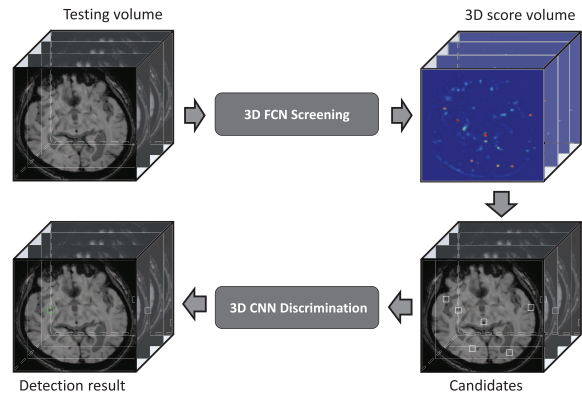 Testing volume
3D score volume
3D FCN Screening
3D CNN Discrimination
Detection result
Candidates